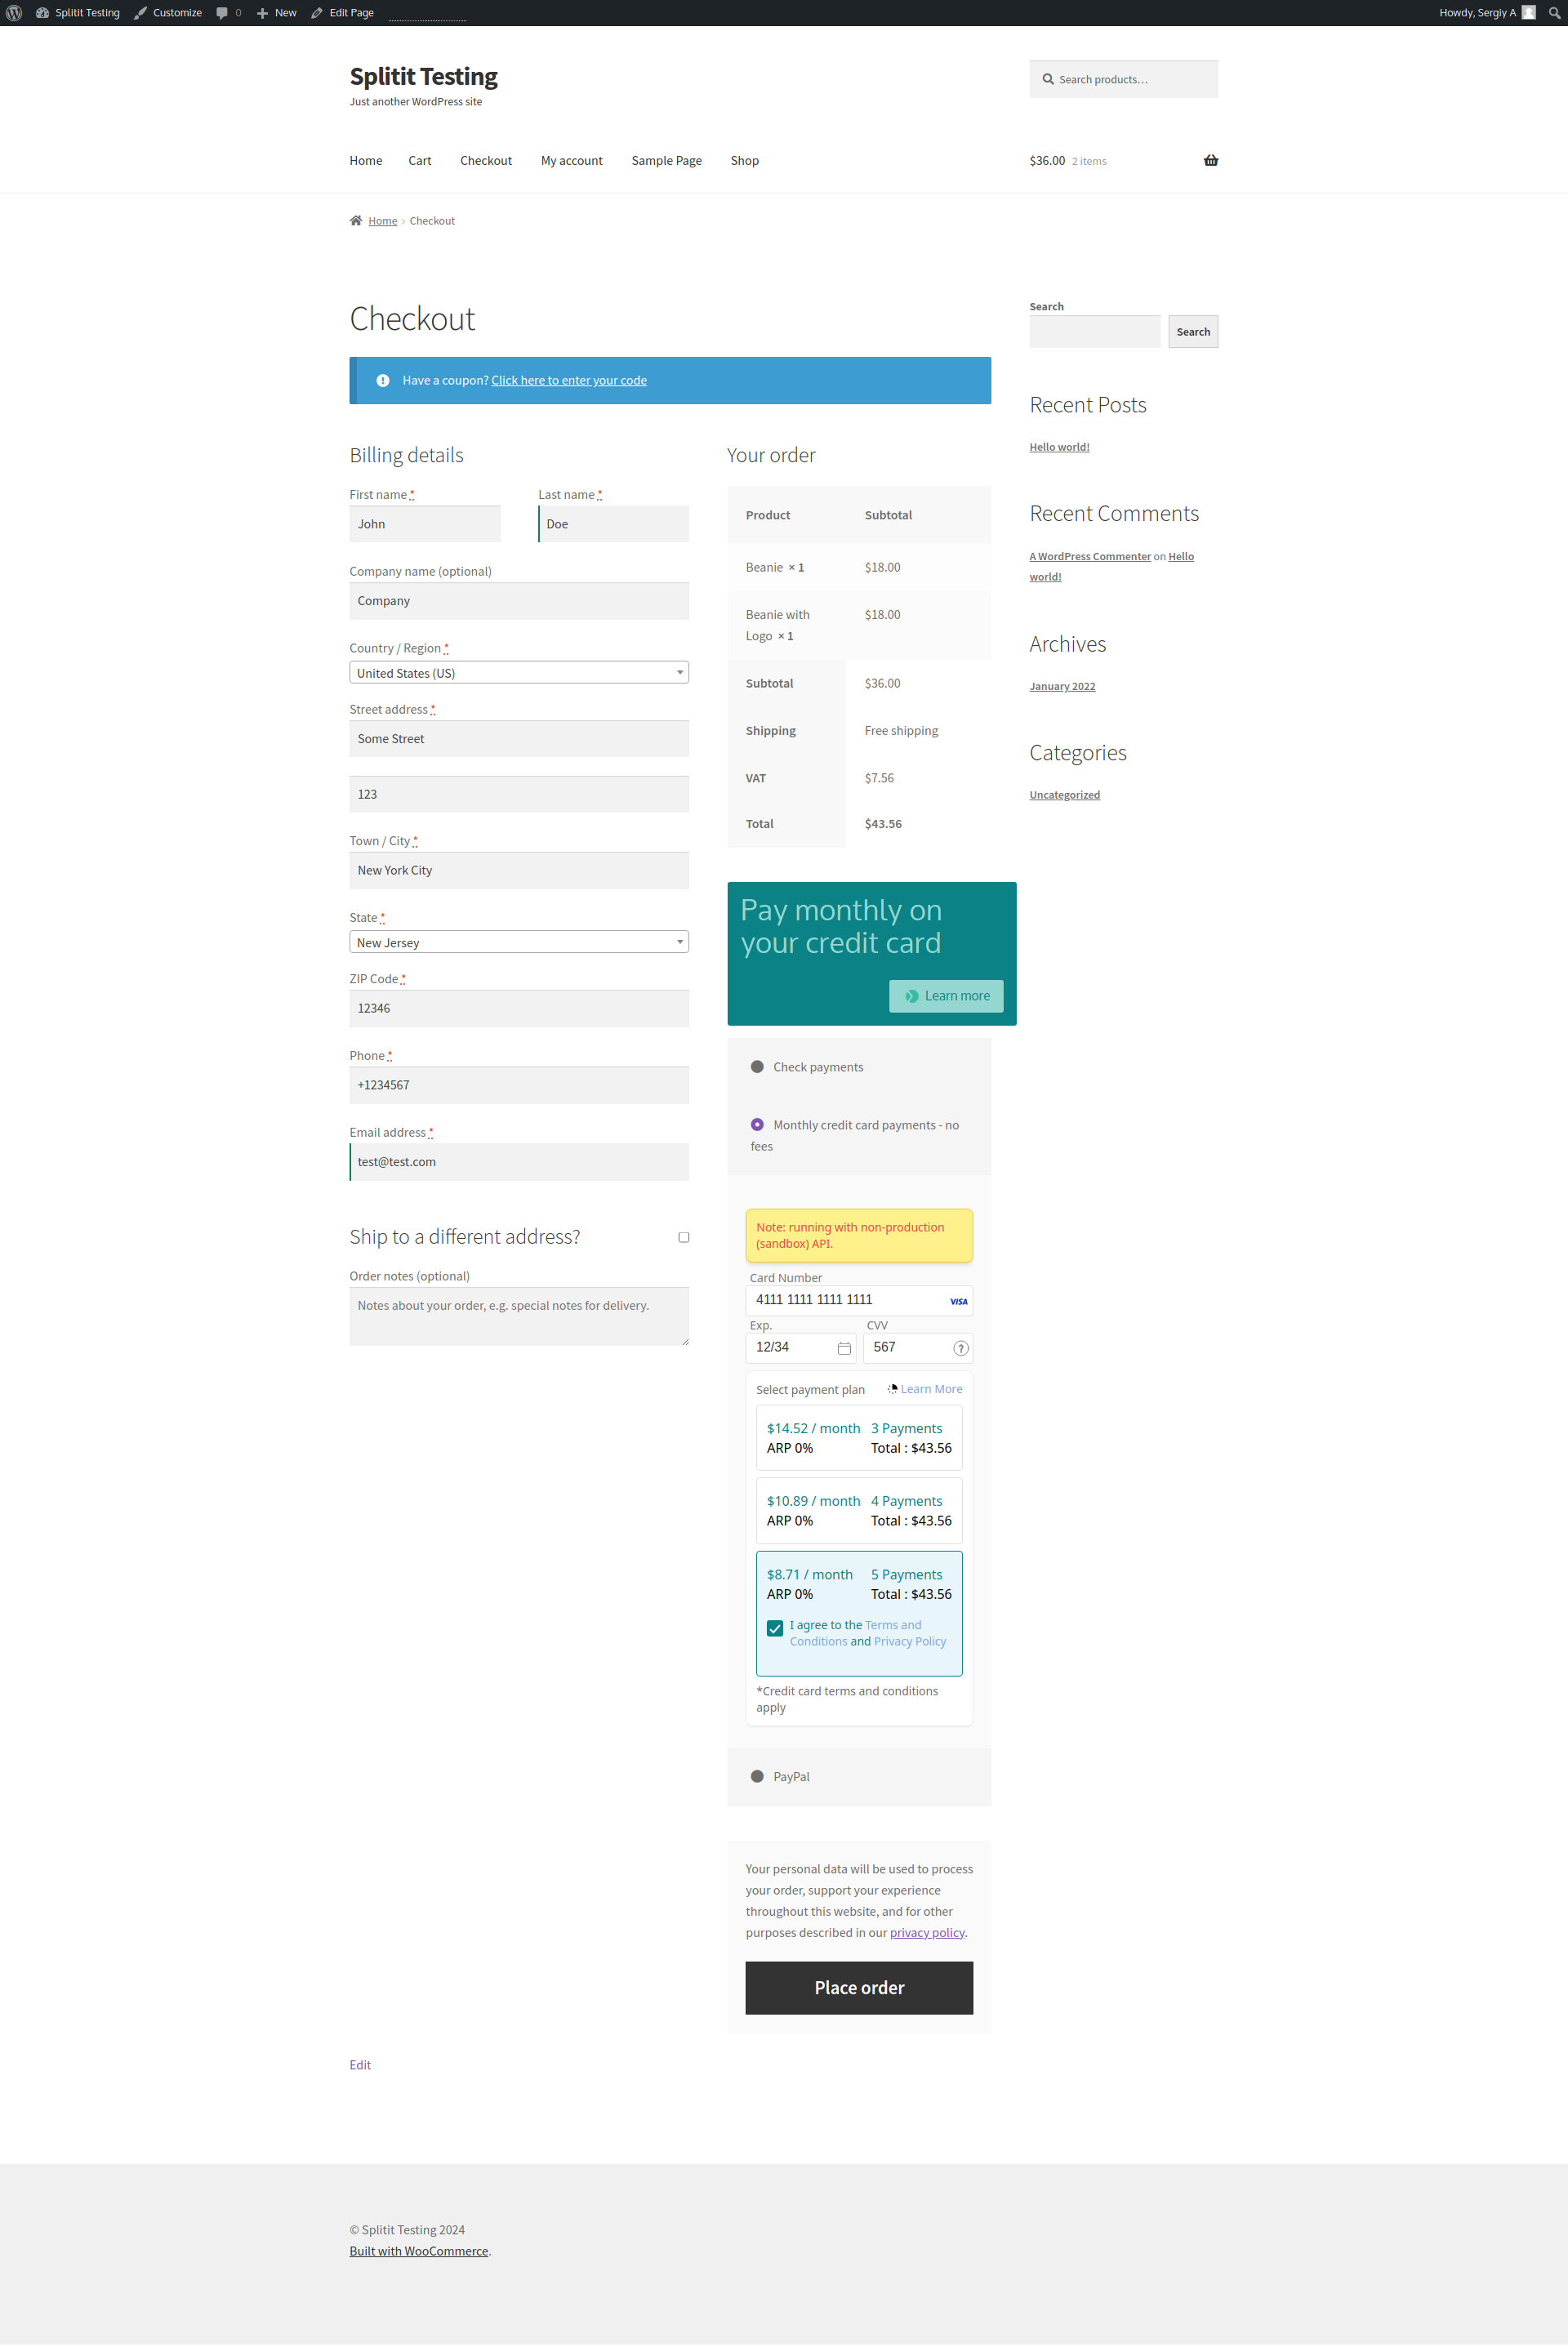 Splitit Testing
Customize
0
New
Edit Page
Howdy, Sergiy A
Splitit Testing
Just another WordPress site
Search products…
Home
Cart
Checkout
My account
Sample Page
Shop
$36.00 2 items
Home › Checkout
Checkout
Have a coupon? Click here to enter your code
Billing details
First name *
Last name *
John
Doe
Company name (optional)
Company
Country / Region *
United States (US)
Street address *
Some Street
123
Town / City *
New York City
State *
New Jersey
ZIP Code *
12346
Phone *
+1234567
Email address *
test@test.com
Ship to a different address?
Order notes (optional)
Notes about your order, e.g. special notes for delivery.
Your order
Product Subtotal
Beanie × 1 $18.00
Beanie with
Logo × 1
$18.00
Subtotal $36.00
Shipping Free shipping
VAT $7.56
Total $43.56
Pay monthly on
your credit card
Learn more
Check payments
Monthly credit card payments - no
fees
Note: running with non-production
(sandbox) API.
Card Number
4111 1111 1111 1111
VISA
Exp.
CVV
12/34
567
?
Select payment plan
Learn More
$14.52 / month 3 Payments
ARP 0% Total : $43.56
$10.89 / month 4 Payments
ARP 0% Total : $43.56
$8.71 / month 5 Payments
ARP 0% Total : $43.56
I agree to the Terms and
Conditions and Privacy Policy
*Credit card terms and conditions
apply
PayPal
Your personal data will be used to process
your order, support your experience
throughout this website, and for other
purposes described in our privacy policy.
Place order
Search
Search
Recent Posts
Hello world!
Recent Comments
A WordPress Commenter on Hello
world!
Archives
January 2022
Categories
Uncategorized
Edit
© Splitit Testing 2024
Built with WooCommerce.